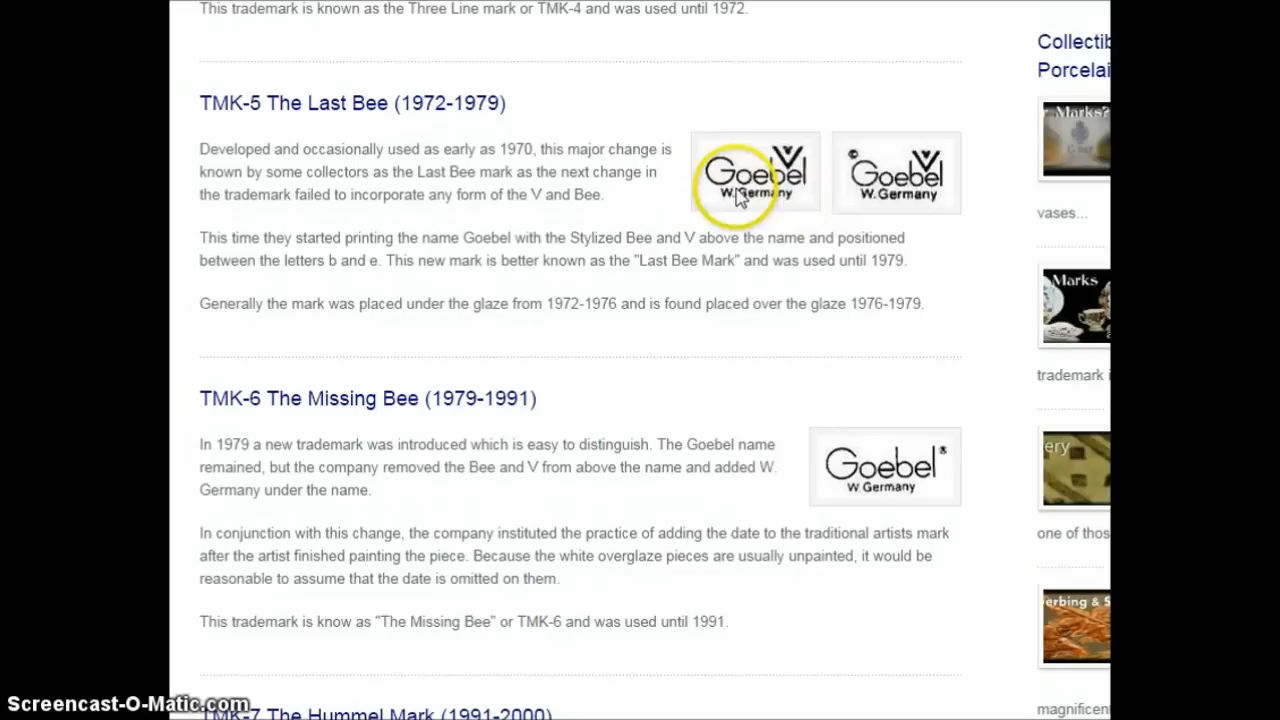 This trademark is known as the Three Line mark or TMK-4 and was used until 1972.
TMK-5 The Last Bee (1972-1979)
Developed and occasionally used as early as 1970, this major change is
known by some collectors as the Last Bee mark as the next change in
the trademark failed to incorporate any form of the V and Bee.
Goebel
W.Germany
© Goebel
W.Germany
This time they started printing the name Goebel with the Stylized Bee and V above the name and positioned
between the letters b and e. This new mark is better known as the "Last Bee Mark" and was used until 1979.
Generally the mark was placed under the glaze from 1972-1976 and is found placed over the glaze 1976-1979.
TMK-6 The Missing Bee (1979-1991)
In 1979 a new trademark was introduced which is easy to distinguish. The Goebel name
remained, but the company removed the Bee and V from above the name and added W.
Germany under the name.
Goebel®
W.Germany
In conjunction with this change, the company instituted the practice of adding the date to the traditional artists mark
after the artist finished painting the piece. Because the white overglaze pieces are usually unpainted, it would be
reasonable to assume that the date is omitted on them.
This trademark is know as "The Missing Bee" or TMK-6 and was used until 1991.
TMK-7 The Hummel Mark (1991-2000)
Collectib
Porcelai
Marks?
vases...
Marks
trademark i
ery
one of thos
erbing & S
magnificent
Screencast-O-Matic.com